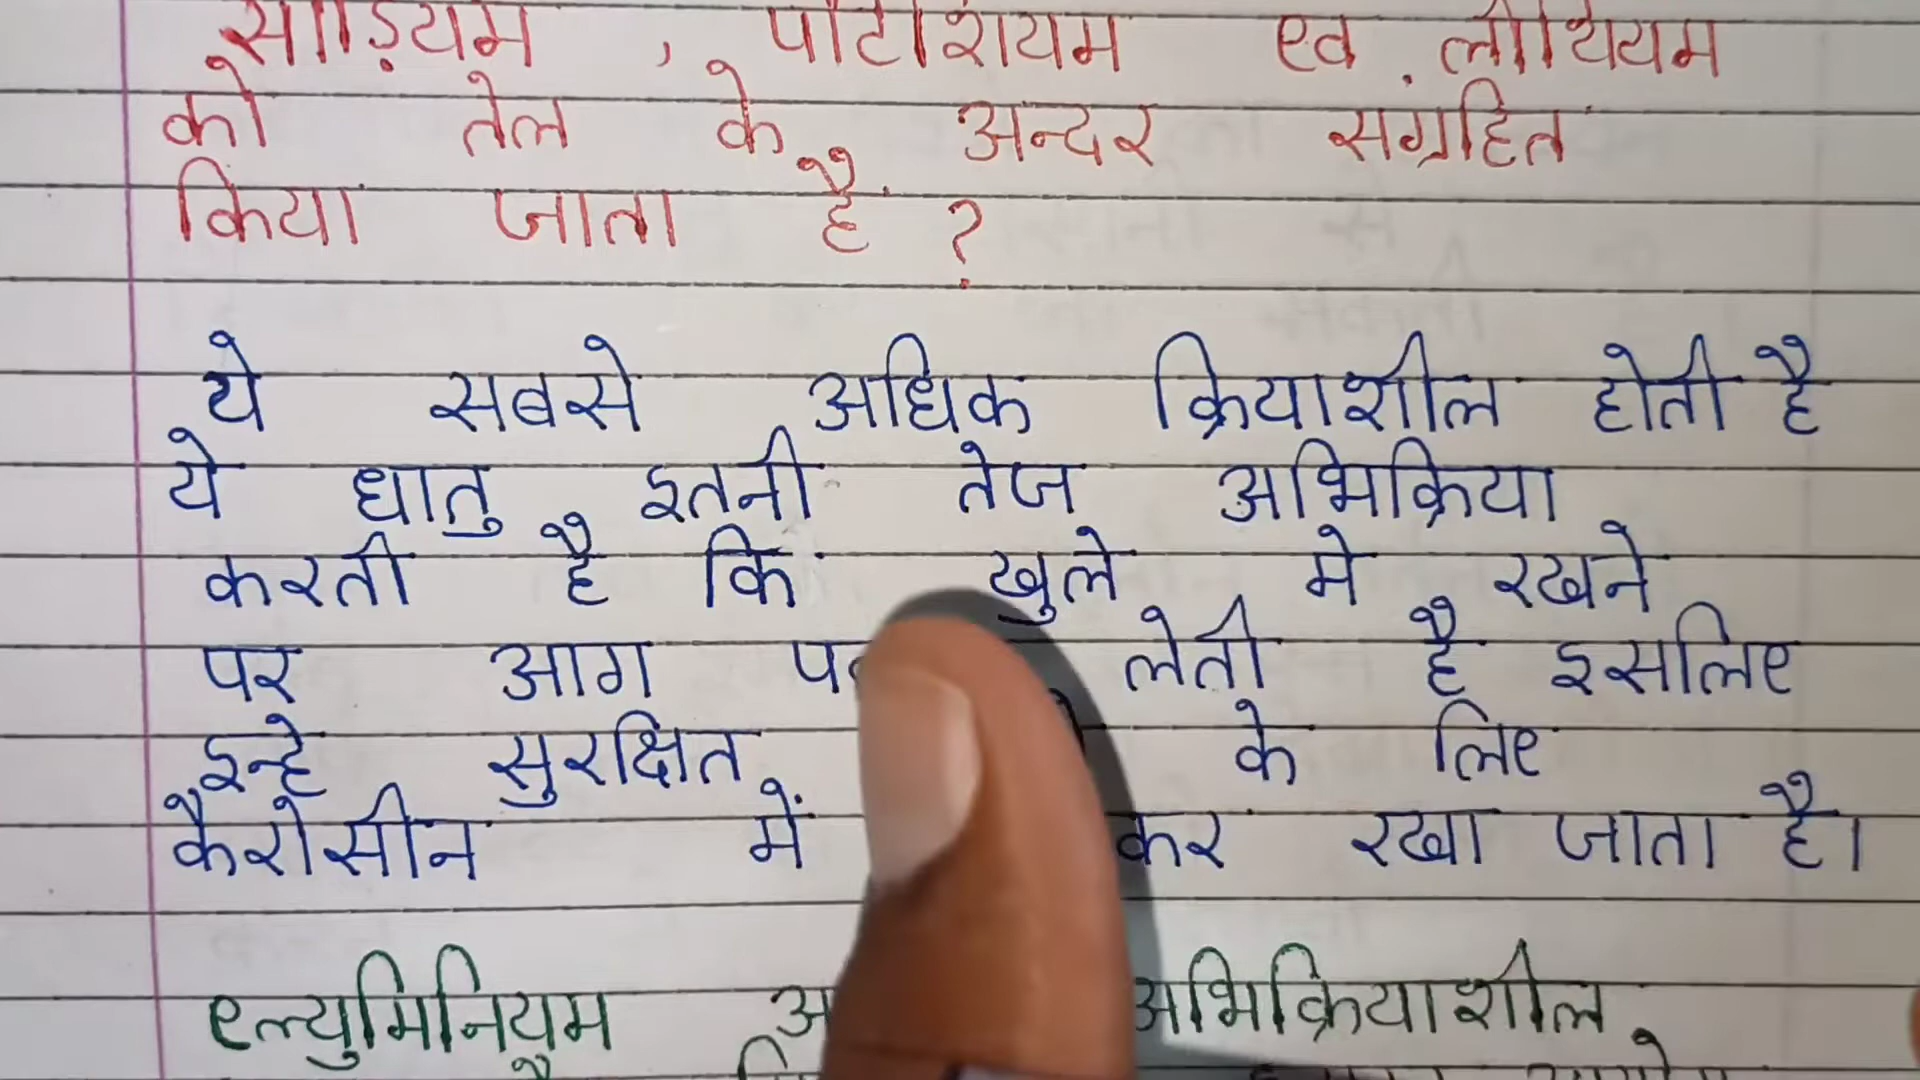 सोडियम , पोटेशियम एवं लीथियम
को तेल के अन्दर संग्रहित
किया जाता है ?
ये सबसे अधिक क्रियाशील होती है
ये धातु इतनी तेज अभिक्रिया
करती है कि खुले मे रखने
पर आग लेती है इसलिए
इन्हे सुरक्षित के लिए
कैरोसीन में कर रखा जाता है।
एल्युमिनियम अभिक्रियाशील